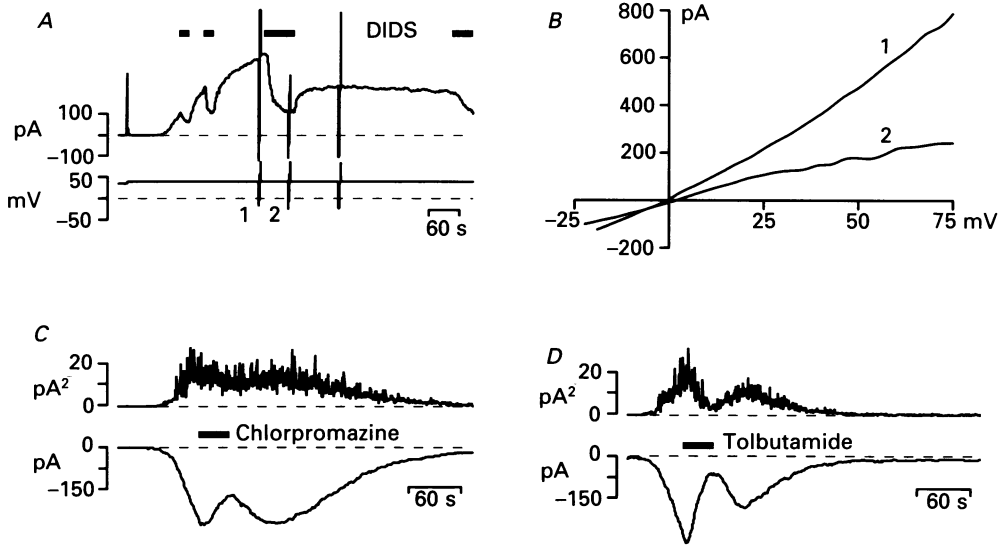 A
DIDS
100
pA
−100
50
mV
−50
1 2
60 s
B
800 pA
600
400
200
−200
−25 25 50 75 mV
1
2
C
20
pA²
0
Chlorpromazine
0
pA
−150
60 s
D
20
pA²
0
Tolbutamide
0
pA
−150
60 s